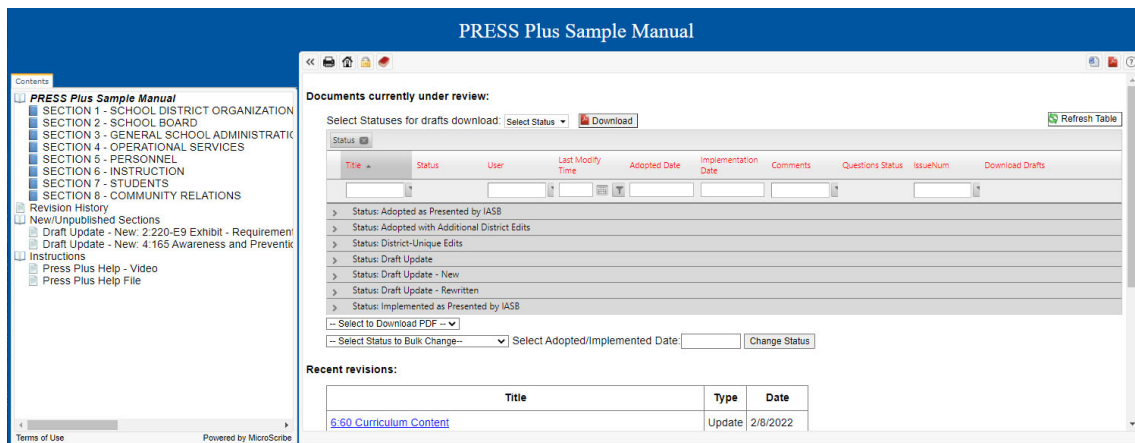 PRESS Plus Sample Manual
Contents
PRESS Plus Sample Manual
SECTION 1 - SCHOOL DISTRICT ORGANIZATION
SECTION 2 - SCHOOL BOARD
SECTION 3 - GENERAL SCHOOL ADMINISTRATI
SECTION 4 - OPERATIONAL SERVICES
SECTION 5 - PERSONNEL
SECTION 6 - INSTRUCTION
SECTION 7 - STUDENTS
SECTION 8 - COMMUNITY RELATIONS
Revision History
New/Unpublished Sections
Draft Update - New: 2:220-E9 Exhibit - Requirement
Draft Update - New: 4:165 Awareness and Preventi
Instructions
Press Plus Help - Video
Press Plus Help File
Terms of Use Powered by MicroScribe
Documents currently under review:
Select Statuses for drafts download: Select Status Download Refresh Table
Status
Title Status User Last Modify Time Adopted Date Implementation Date Comments Questions Status IssueNum Download Drafts
Status: Adopted as Presented by IASB
Status: Adopted with Additional District Edits
Status: District-Unique Edits
Status: Draft Update
Status: Draft Update - New
Status: Draft Update - Rewritten
Status: Implemented as Presented by IASB
-- Select to Download PDF --
-- Select Status to Bulk Change-- Select Adopted/Implemented Date: Change Status
Recent revisions:
Title Type Date
6:60 Curriculum Content Update 2/8/2022